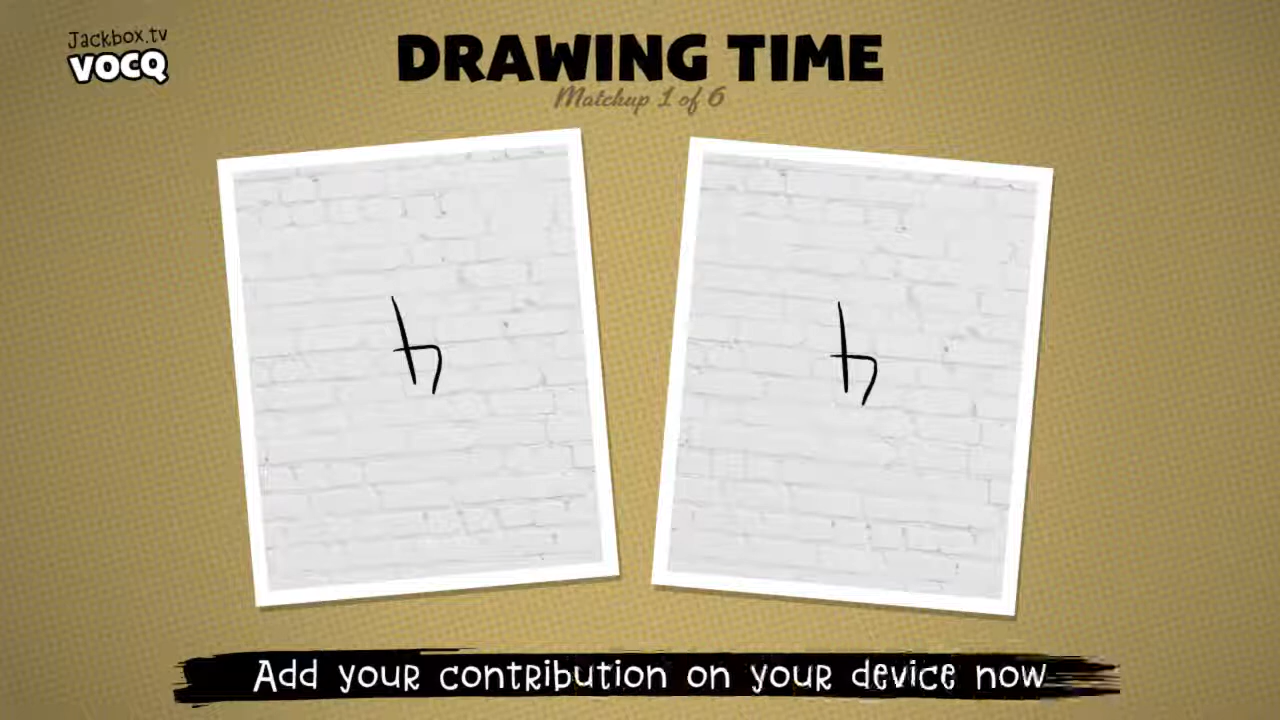 Jackbox.tv
VOCQ
DRAWING TIME
Matchup 1 of 6
Add your contribution on your device now